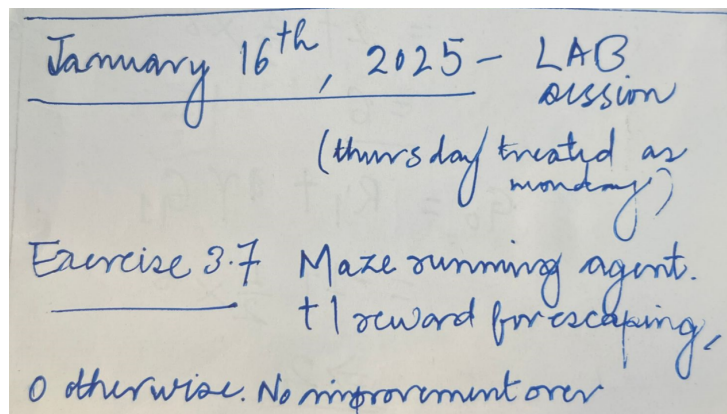 January 16th, 2025 - LAB
session
(thursday treated as
monday)
Exercise 3.7 Maze running agent.
+1 reward for escaping,
0 otherwise. No improvement over